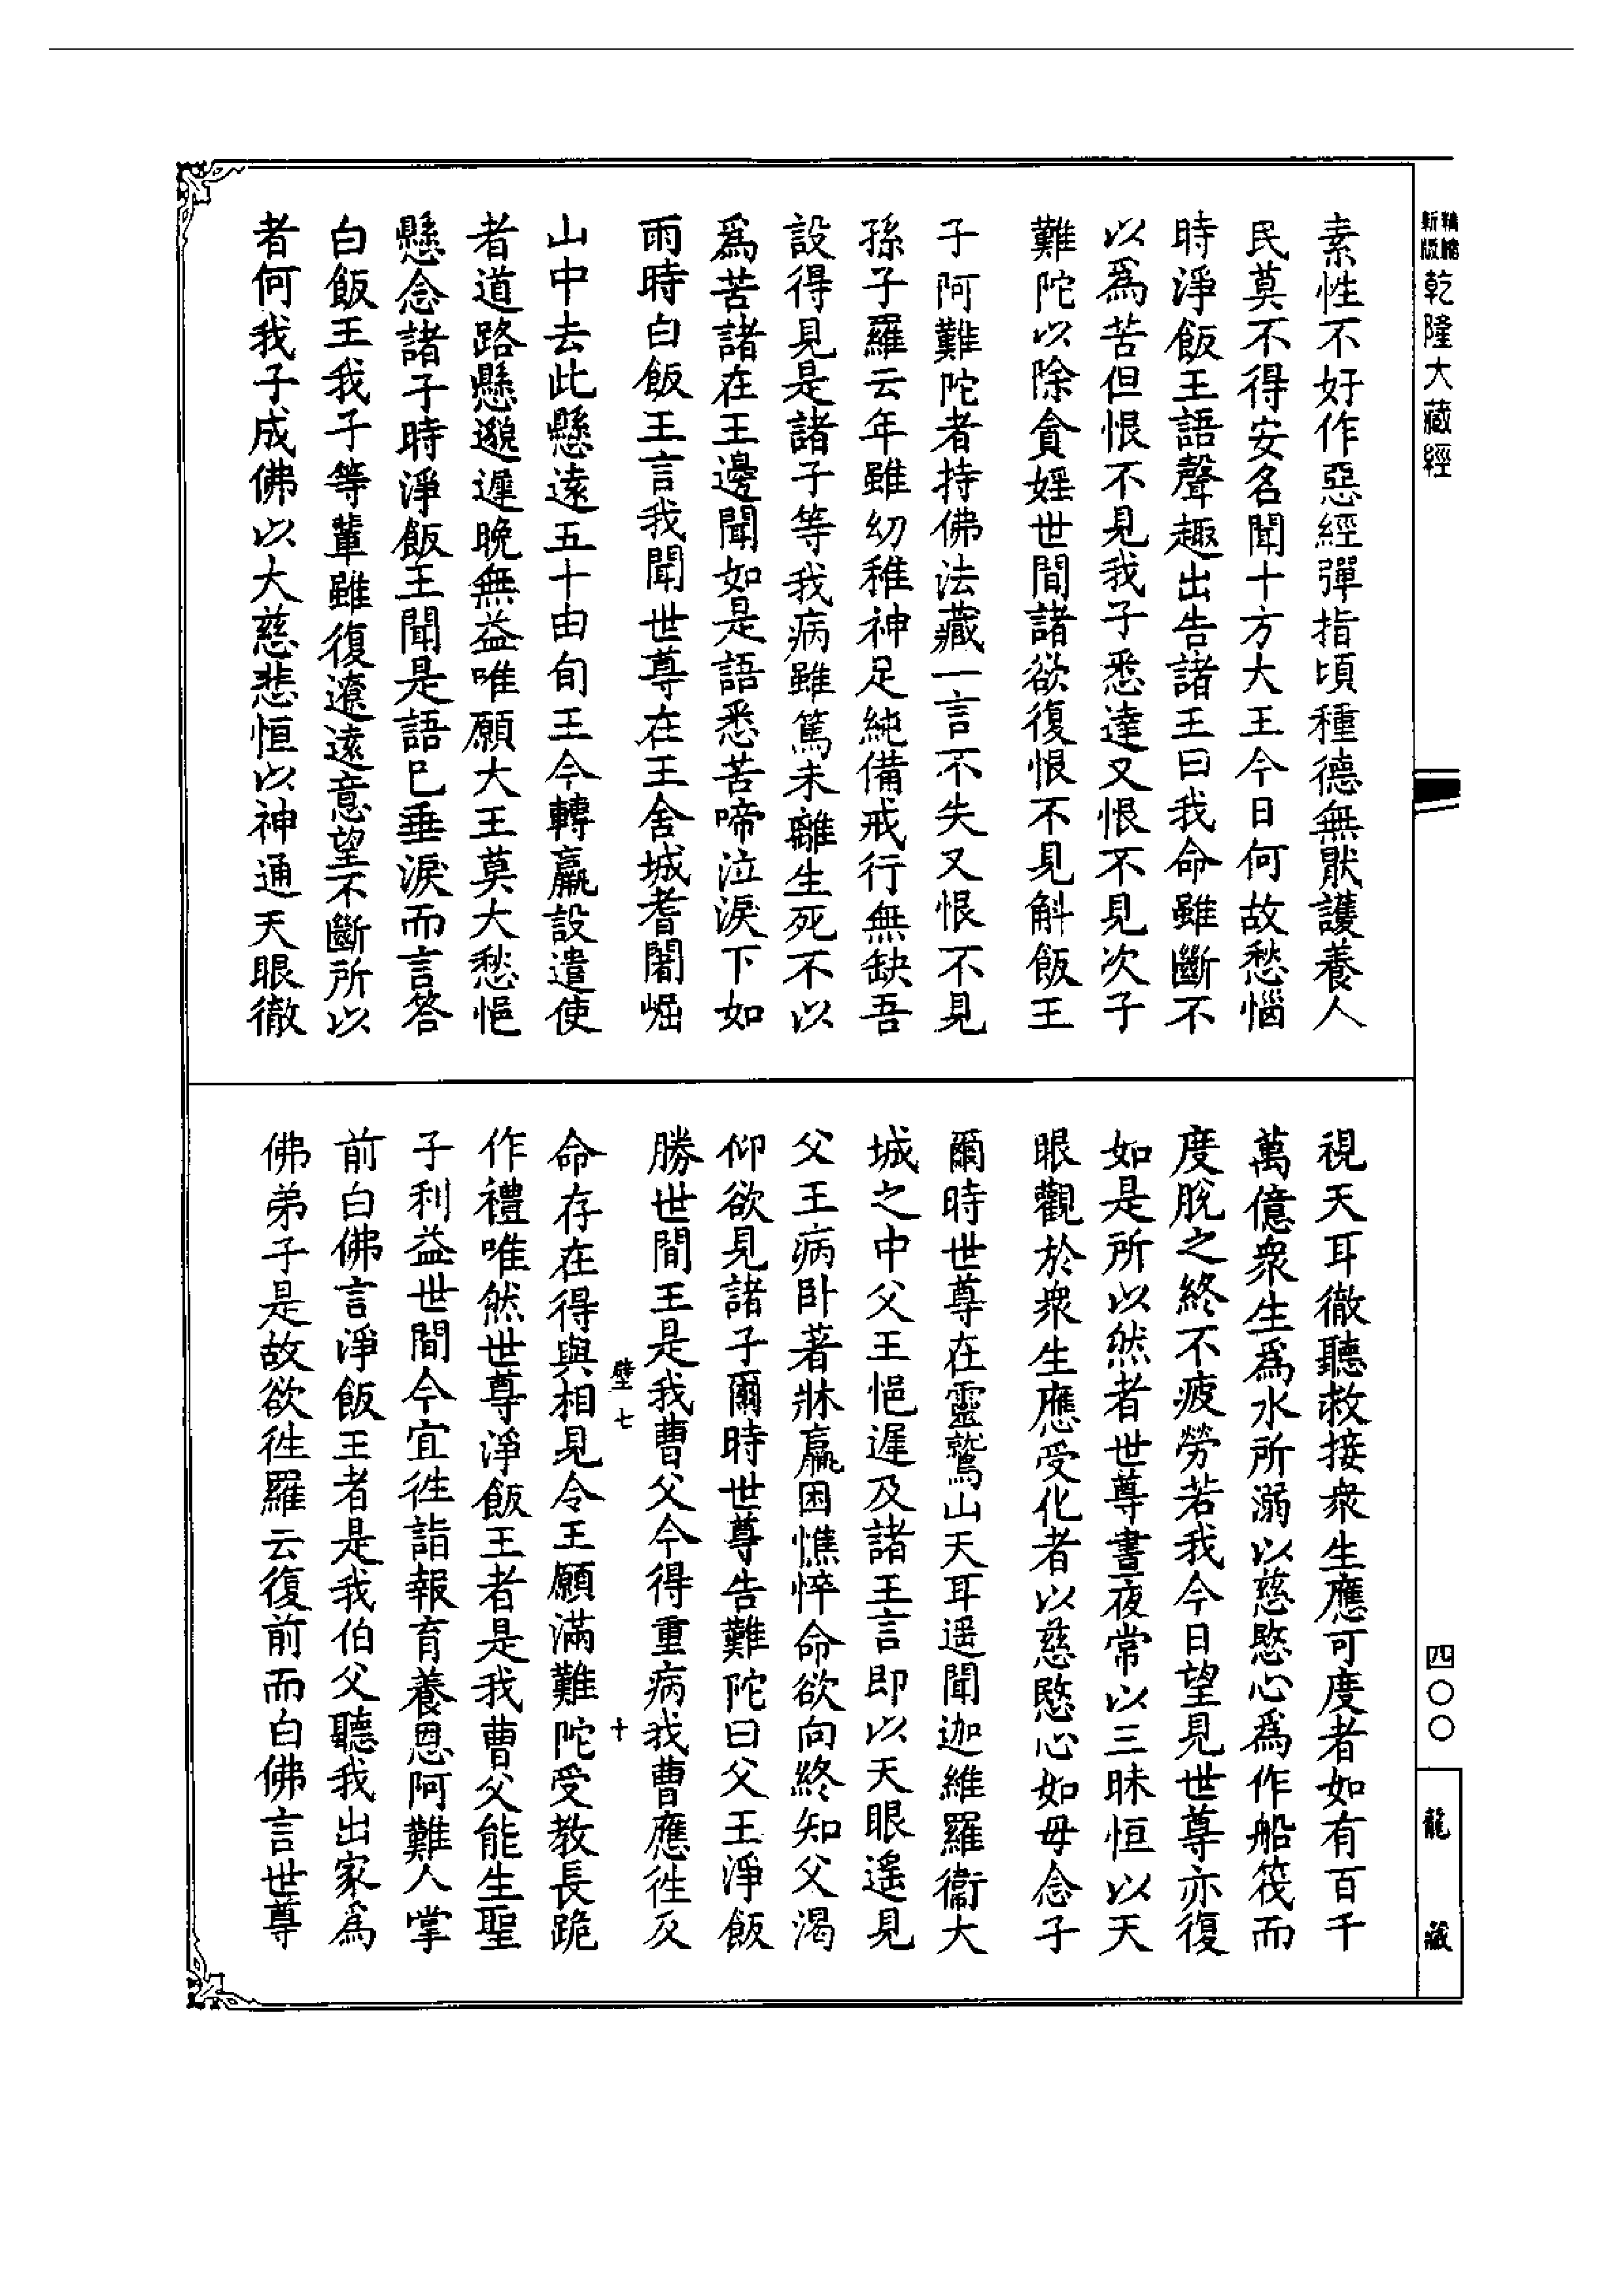 新版
精縮
乾隆大藏經
素性不好作惡經彈指頃種德無猒護養人
民莫不得安名聞十方大王今日何故愁惱
時淨飯王語聲趣出告諸王曰我命雖斷不
以為苦但恨不見我子悉達又恨不見次子
難陀以除貪婬世間諸欲復恨不見斛飯王
子阿難陀者持佛法藏一言不失又恨不見
孫子羅云年雖幼稚神足純備戒行無缺吾
設得見是諸子等我病雖篤未離生死不以
為苦諸在王邊聞如是語悉苦啼泣淚下如
雨時白飯王言我聞世尊在王舍城耆闍崛
山中去此懸遠五十由旬王今轉羸設遣使
者道路懸邈遲晚無益唯願大王莫大愁悒
懸念諸子時淨飯王聞是語已垂淚而言答
白飯王我子等輩雖復遼遠意望不斷所以
者何我子成佛以大慈悲恒以神通天眼徹
視天耳徹聽救接眾生應可度者如有百千
萬億眾生為水所溺以慈愍心為作船筏而
度脫之終不疲勞若我今日望見世尊亦復
如是所以然者世尊晝夜常以三昧恒以天
眼觀於眾生應受化者以慈愍心如母念子
爾時世尊在靈鷲山天耳遥聞迦維羅衞大
城之中父王悒遲及諸王言即以天眼遙見
父王病卧著牀羸困憔悴命欲向終知父渴
仰欲見諸子爾時世尊告難陀曰父王淨飯
勝世間王是我曹父今得重病我曹應往及
命存在得與相見令王願滿難陀受教長跪
作禮唯然世尊淨飯王者是我曹父能生聖
子利益世間今宜往詣報育養恩阿難合掌
前白佛言淨飯王者是我伯父聽我出家為
佛弟子是故欲往羅云復前而白佛言世尊
壁七
十
四〇〇
龍藏